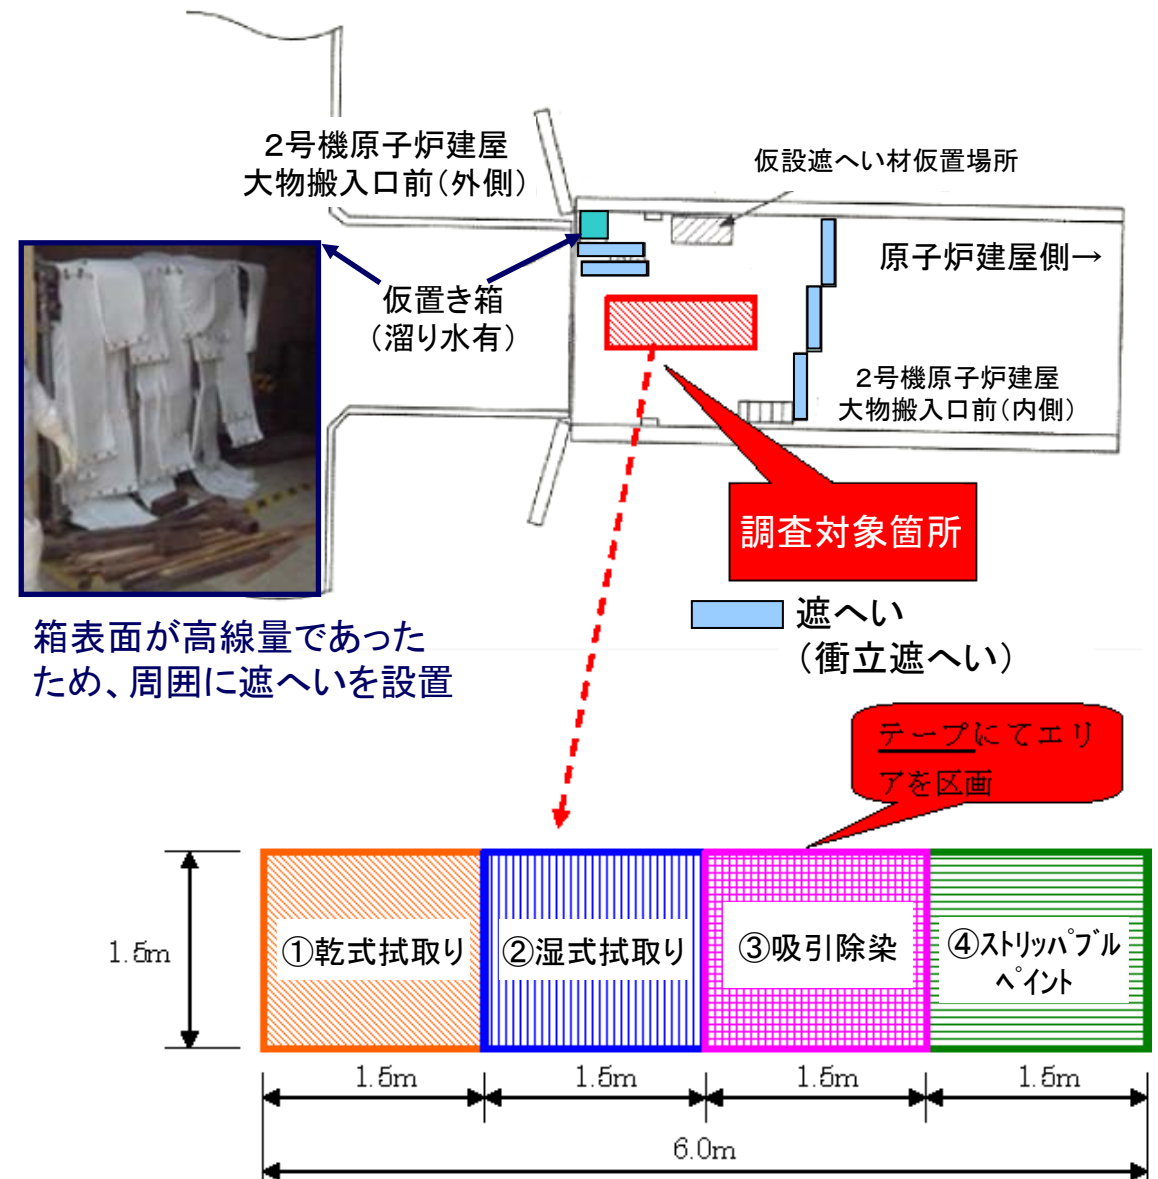 2号機原子炉建屋
大物搬入口前(外側)
仮設遮へい材仮置場所
原子炉建屋側→
仮置き箱
(溜り水有)
2号機原子炉建屋
大物搬入口前(内側)
調査対象箇所
遮へい
(衝立遮へい)
箱表面が高線量であった
ため、周囲に遮へいを設置
テープにてエリ
アを区画
1.5m
①乾式拭取り
②湿式拭取り
③吸引除染
④ストリッパブル
ペイント
1.5m
1.5m
1.5m
1.5m
6.0m